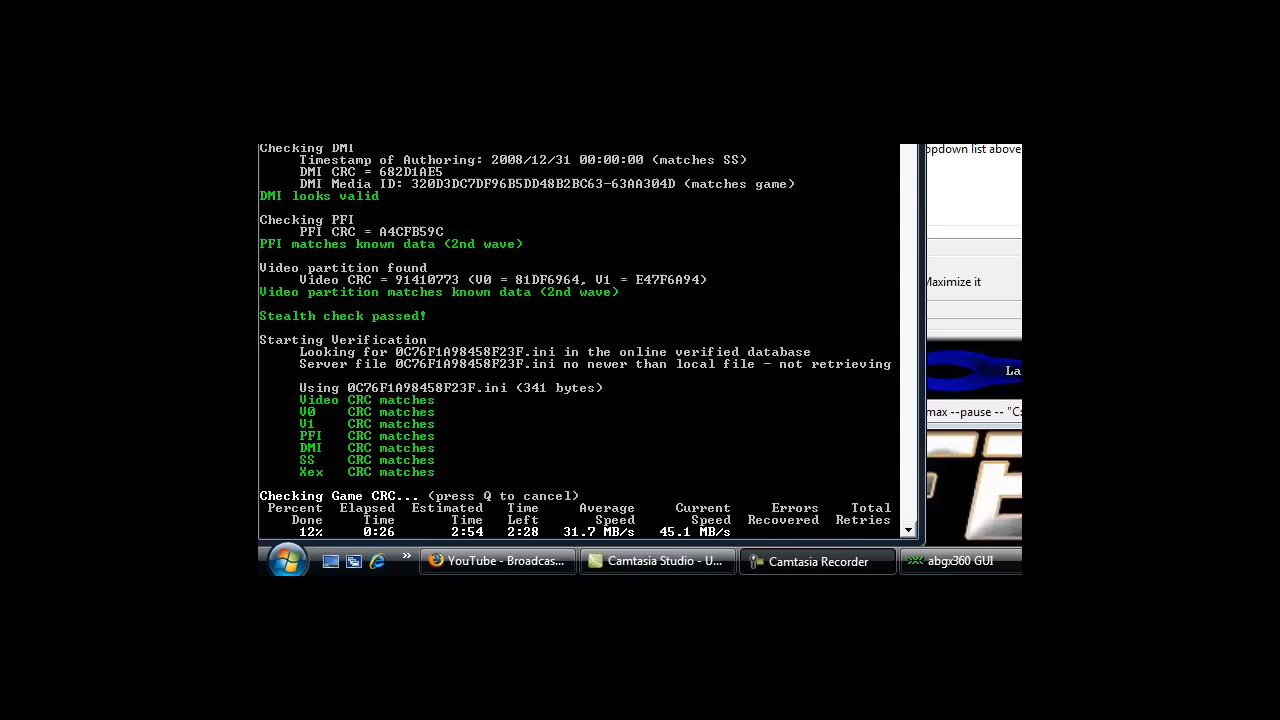 Checking DMI
Timestamp of Authoring: 2008/12/31 00:00:00 (matches SS)
DMI CRC = 682D1AE5
DMI Media ID: 320D3DC7DF96B5DD48B2BC63-63AA304D (matches game)
DMI looks valid
Checking PFI
PFI CRC = A4CFB59C
PFI matches known data (2nd wave)
Video partition found
Video CRC = 91410773 (V0 = 81DF6964, V1 = E47F6A94)
Video partition matches known data (2nd wave)
Stealth check passed!
Starting Verification
Looking for 0C76F1A98458F23F.ini in the online verified database
Server file 0C76F1A98458F23F.ini no newer than local file - not retrieving
Using 0C76F1A98458F23F.ini (341 bytes)
Video CRC matches
V0 CRC matches
V1 CRC matches
PFI CRC matches
DMI CRC matches
SS CRC matches
Xex CRC matches
Checking Game CRC... (press Q to cancel)
Percent Elapsed Estimated Time Average Current Errors Total
Done Time Time Left Speed Speed Recovered Retries
12% 0:26 2:54 2:28 31.7 MB/s 45.1 MB/s
opdown list above
Maximize it
La
max --pause -- "C:
YouTube - Broadcas...
Camtasia Studio - U...
Camtasia Recorder
abgx360 GUI